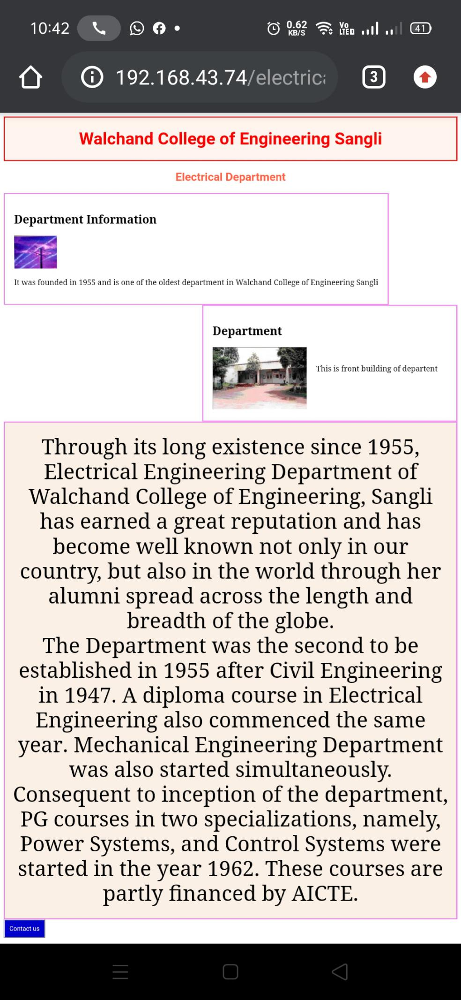 10:42
0.62
KB/S
Vo
LTED
41
192.168.43.74/electric
3
Walchand College of Engineering Sangli
Electrical Department
Department Information
It was founded in 1955 and is one of the oldest department in Walchand College of Engineering Sangli
Department
This is front building of departent
Through its long existence since 1955,
Electrical Engineering Department of
Walchand College of Engineering, Sangli
has earned a great reputation and has
become well known not only in our
country, but also in the world through her
alumni spread across the length and
breadth of the globe.
The Department was the second to be
established in 1955 after Civil Engineering
in 1947. A diploma course in Electrical
Engineering also commenced the same
year. Mechanical Engineering Department
was also started simultaneously.
Consequent to inception of the department,
PG courses in two specializations, namely,
Power Systems, and Control Systems were
started in the year 1962. These courses are
partly financed by AICTE.
Contact us